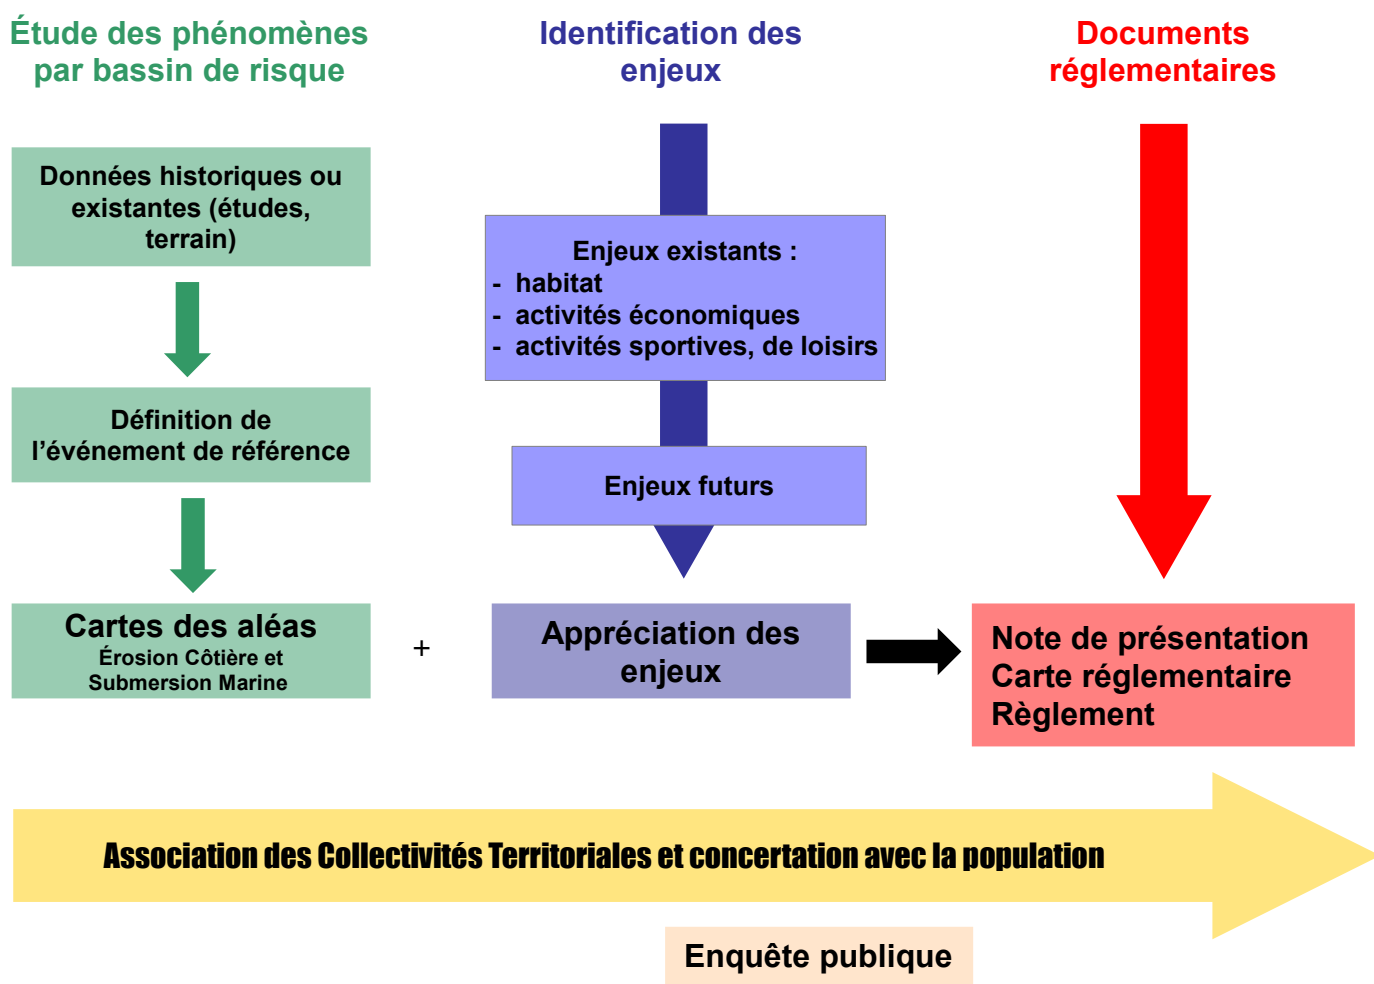 Étude des phénomènes
par bassin de risque
Données historiques ou
existantes (études,
terrain)
Définition de
l’événement de référence
Cartes des aléas
Érosion Côtière et
Submersion Marine
+
Identification des
enjeux
Enjeux existants :
- habitat
- activités économiques
- activités sportives, de loisirs
Enjeux futurs
Appréciation des
enjeux
Documents
réglementaires
Note de présentation
Carte réglementaire
Règlement
Association des Collectivités Territoriales et concertation avec la population
Enquête publique